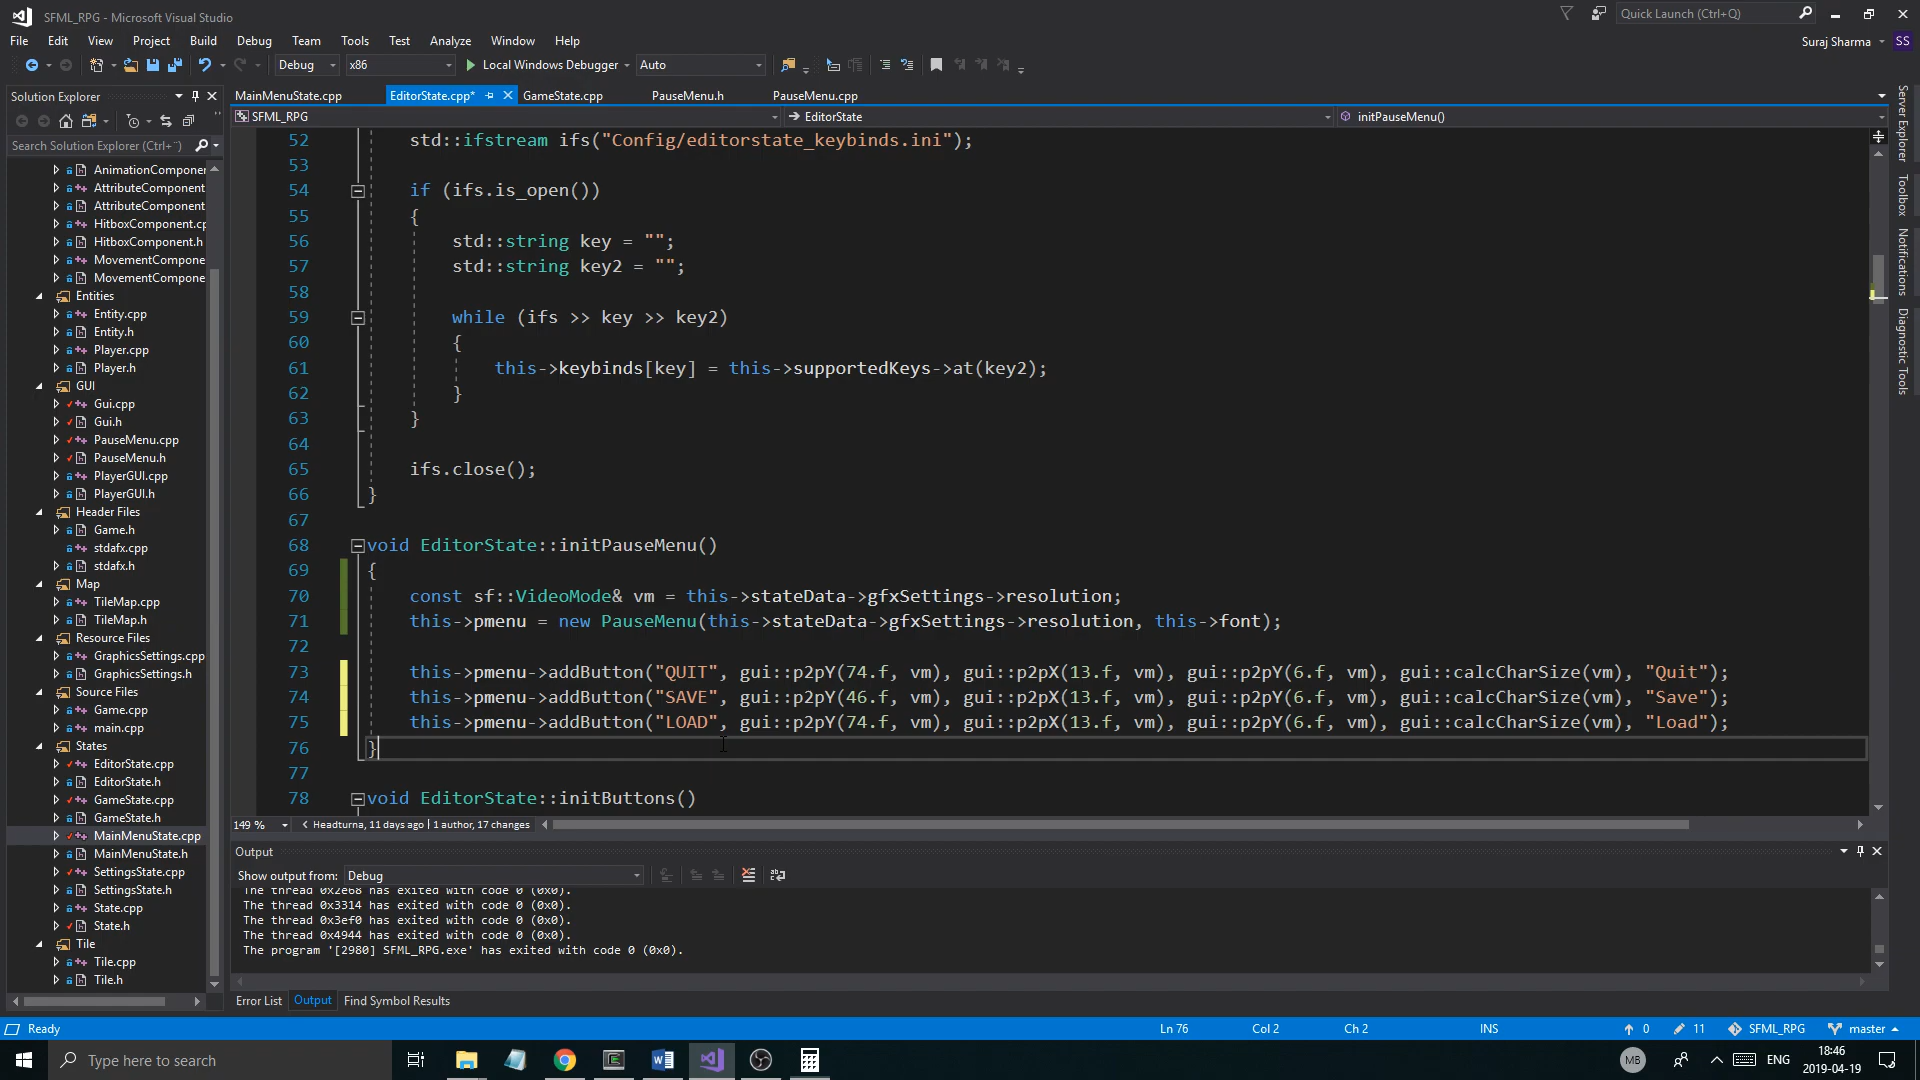 SFML_RPG - Microsoft Visual Studio
Quick Launch (Ctrl+Q)
File Edit View Project Build Debug Team Tools Test Analyze Window Help
Suraj Sharma SS
Debug x86 Local Windows Debugger Auto
Solution Explorer
MainMenuState.cpp EditorState.cpp* GameState.cpp PauseMenu.h PauseMenu.cpp
SFML_RPG EditorState initPauseMenu()
Search Solution Explorer (Ctrl+¨)
AnimationComponer
AttributeComponent
AttributeComponent
HitboxComponent.cp
HitboxComponent.h
MovementCompone
MovementCompone
Entities
Entity.cpp
Entity.h
Player.cpp
Player.h
GUI
Gui.cpp
Gui.h
PauseMenu.cpp
PauseMenu.h
PlayerGUI.cpp
PlayerGUI.h
Header Files
Game.h
stdafx.cpp
stdafx.h
Map
TileMap.cpp
TileMap.h
Resource Files
GraphicsSettings.cpp
GraphicsSettings.h
Source Files
Game.cpp
main.cpp
States
EditorState.cpp
EditorState.h
GameState.cpp
GameState.h
MainMenuState.cpp
MainMenuState.h
SettingsState.cpp
SettingsState.h
State.cpp
State.h
Tile
Tile.cpp
Tile.h
52 std::ifstream ifs("Config/editorstate_keybinds.ini");
53
54 if (ifs.is_open())
55 {
56 std::string key = "";
57 std::string key2 = "";
58
59 while (ifs >> key >> key2)
60 {
61 this->keybinds[key] = this->supportedKeys->at(key2);
62 }
63 }
64
65 ifs.close();
66 }
67
68 void EditorState::initPauseMenu()
69 {
70 const sf::VideoMode& vm = this->stateData->gfxSettings->resolution;
71 this->pmenu = new PauseMenu(this->stateData->gfxSettings->resolution, this->font);
72
73 this->pmenu->addButton("QUIT", gui::p2pY(74.f, vm), gui::p2pX(13.f, vm), gui::p2pY(6.f, vm), gui::calcCharSize(vm), "Quit");
74 this->pmenu->addButton("SAVE", gui::p2pY(46.f, vm), gui::p2pX(13.f, vm), gui::p2pY(6.f, vm), gui::calcCharSize(vm), "Save");
75 this->pmenu->addButton("LOAD", gui::p2pY(74.f, vm), gui::p2pX(13.f, vm), gui::p2pY(6.f, vm), gui::calcCharSize(vm), "Load");
76 }
77
78 void EditorState::initButtons()
149 % Headturna, 11 days ago | 1 author, 17 changes
Server Explorer
Toolbox
Notifications
Diagnostic Tools
Output
Show output from: Debug
The thread 0x2e68 has exited with code 0 (0x0).
The thread 0x3314 has exited with code 0 (0x0).
The thread 0x3ef0 has exited with code 0 (0x0).
The thread 0x4944 has exited with code 0 (0x0).
The program '[2980] SFML_RPG.exe' has exited with code 0 (0x0).
Error List Output Find Symbol Results
Ready Ln 76 Col 2 Ch 2 INS 0 11 SFML_RPG master
Type here to search
MB ENG 18:46
2019-04-19